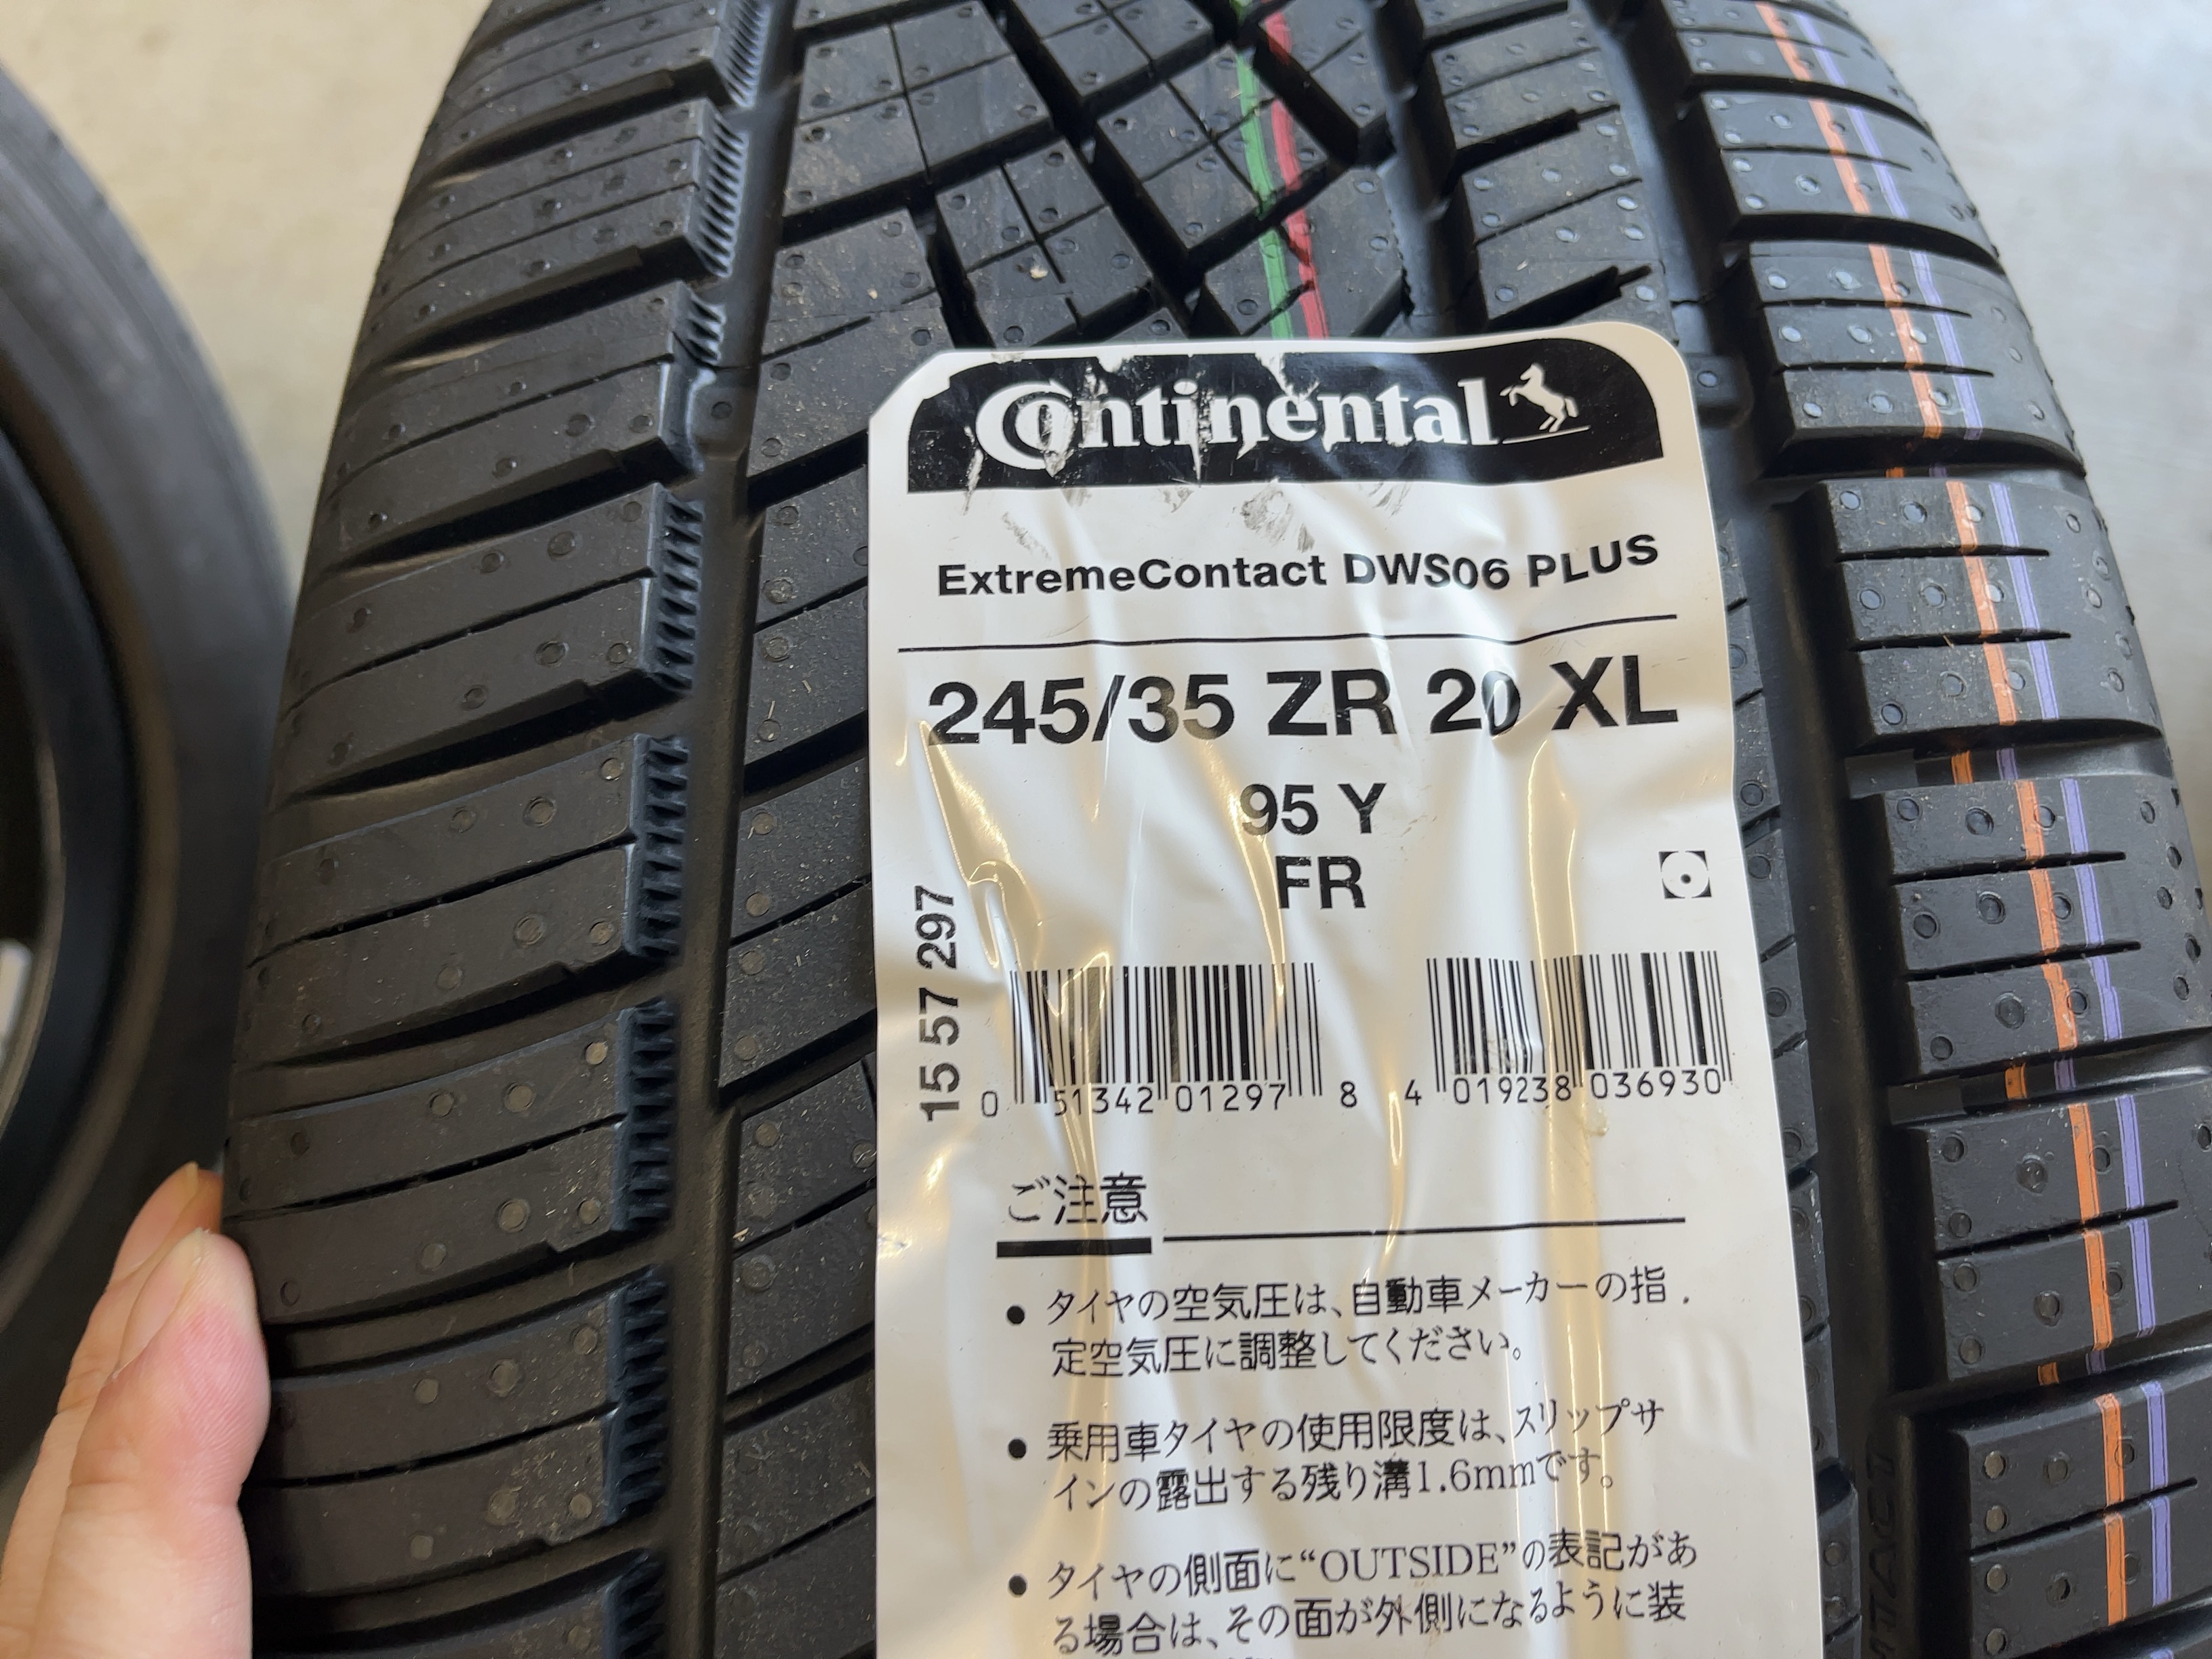 Continental
ExtremeContact DWS06 PLUS
245/35 ZR 20 XL
95 Y
FR
15 57 297
0 51342 01297 8
4 019238 036930
ご注意
● タイヤの空気圧は、自動車メーカーの指
定空気圧に調整してください。
● 乗用車タイヤの使用限度は、スリップサ
インの露出する残り溝1.6mmです。
● タイヤの側面に“OUTSIDE”の表記があ
る場合は、その面が外側になるように装